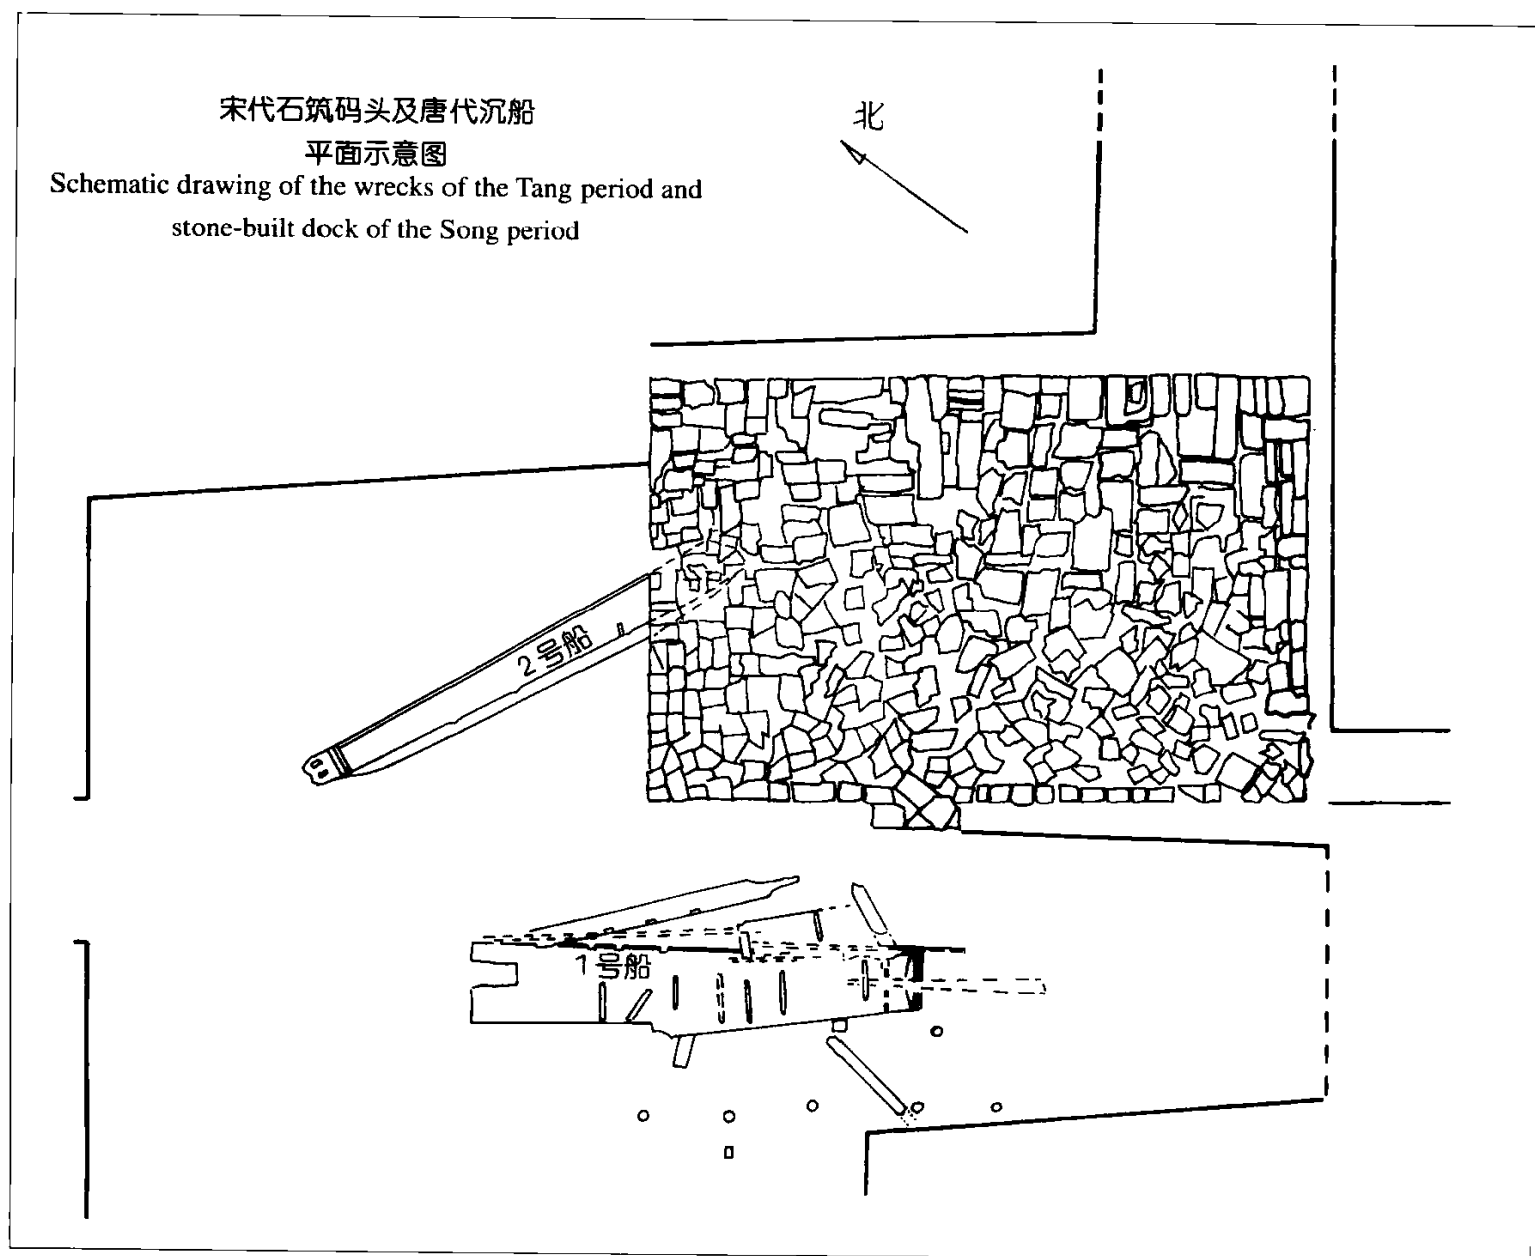 宋代石筑码头及唐代沉船
平面示意图
Schematic drawing of the wrecks of the Tang period and
stone-built dock of the Song period
北
2号船
1号船